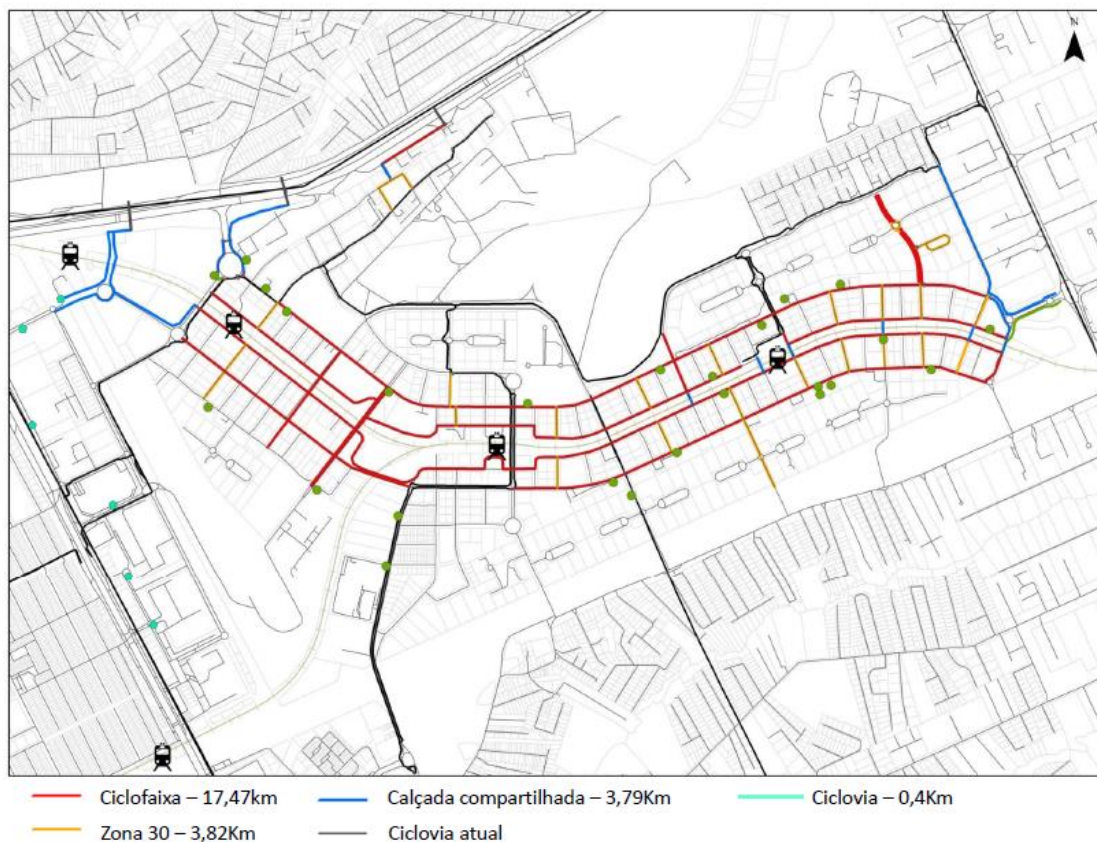 N
Ciclofaixa – 17,47km Calçada compartilhada – 3,79Km Ciclovia – 0,4Km
Zona 30 – 3,82Km Ciclovia atual